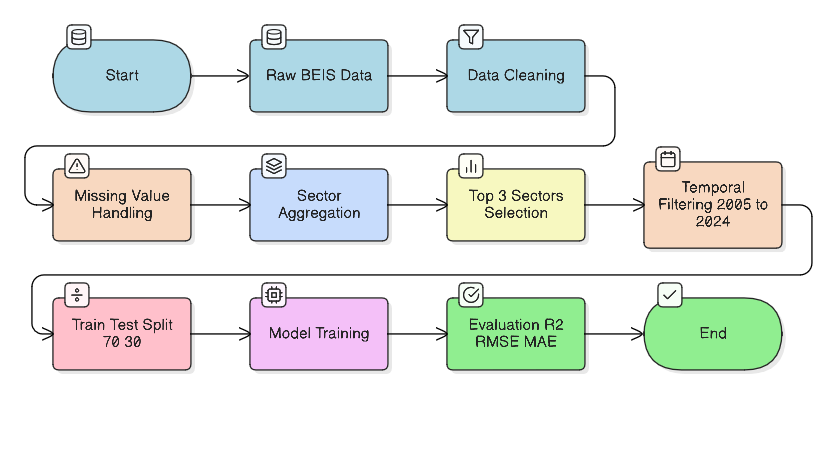 Start
Raw BEIS Data
Data Cleaning
Missing Value
Handling
Sector
Aggregation
Top 3 Sectors
Selection
Temporal
Filtering 2005 to
2024
Train Test Split
70 30
Model Training
Evaluation R2
RMSE MAE
End